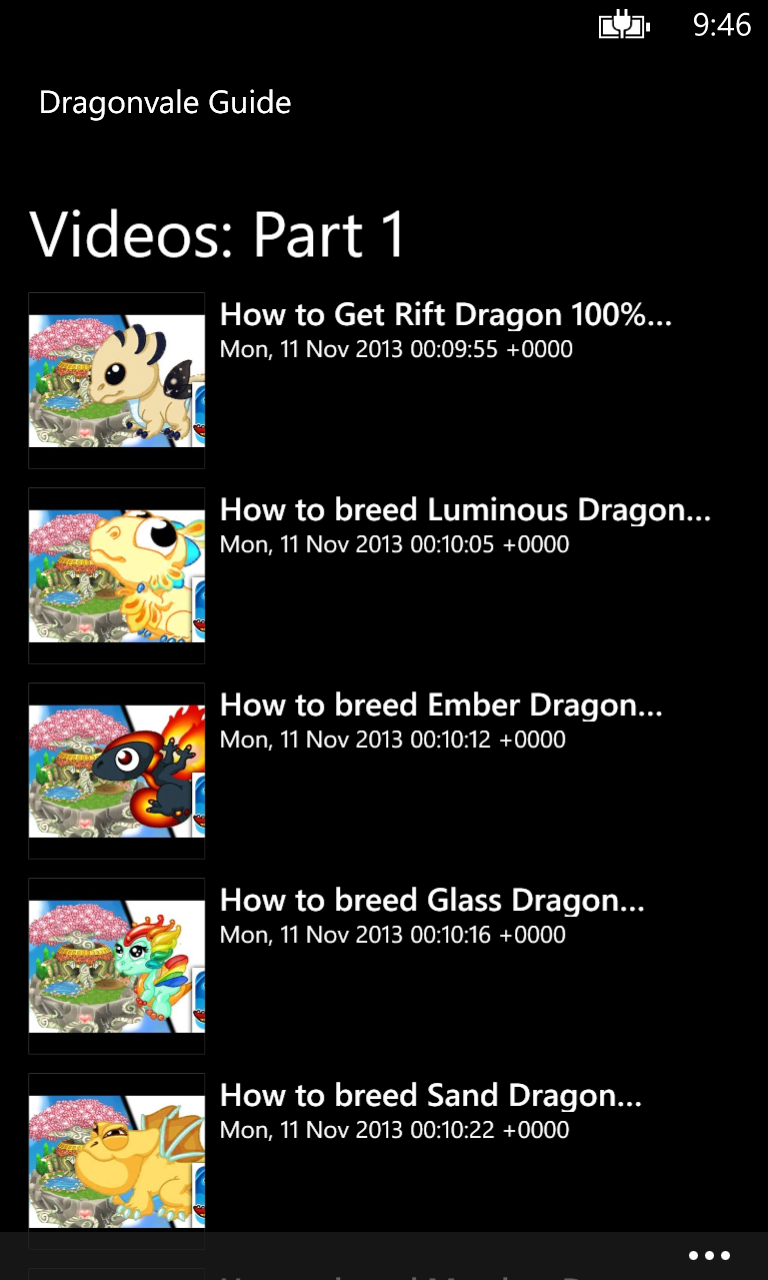 9:46
Dragonvale Guide
Videos: Part 1
How to Get Rift Dragon 100%...
Mon, 11 Nov 2013 00:09:55 +0000
How to breed Luminous Dragon...
Mon, 11 Nov 2013 00:10:05 +0000
How to breed Ember Dragon...
Mon, 11 Nov 2013 00:10:12 +0000
How to breed Glass Dragon...
Mon, 11 Nov 2013 00:10:16 +0000
How to breed Sand Dragon...
Mon, 11 Nov 2013 00:10:22 +0000